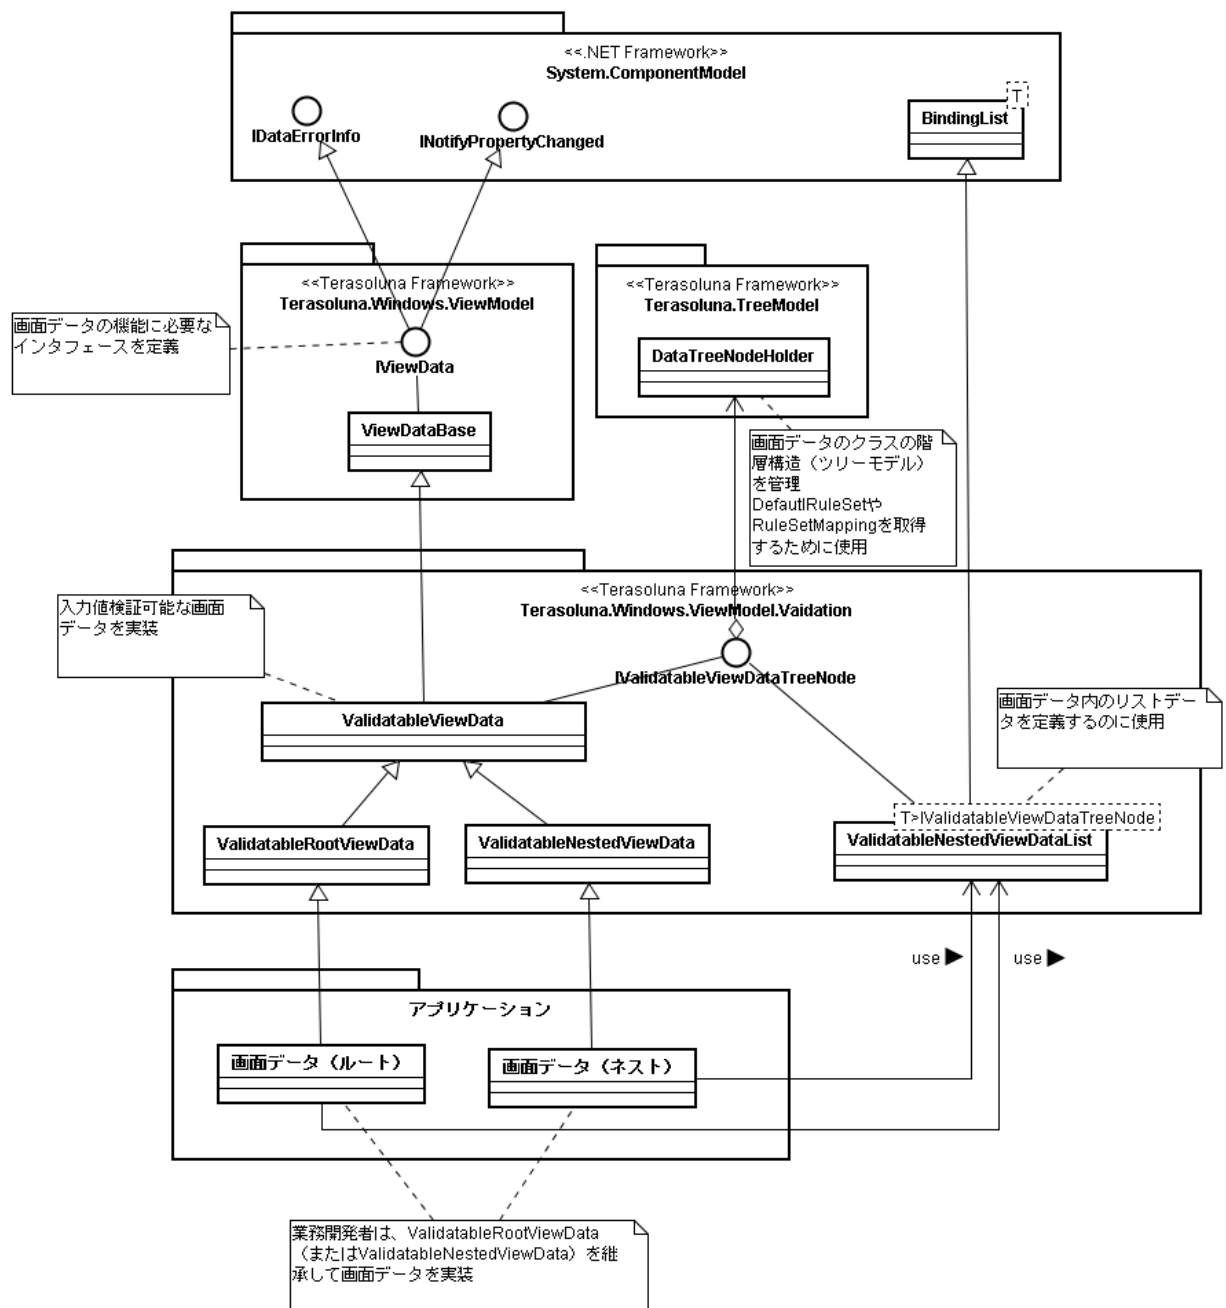 <<.NET Framework>>
System.ComponentModel
IDataErrorInfo
INotifyPropertyChanged
T
BindingList
<<Terasoluna Framework>>
Terasoluna.Windows.ViewModel
<<Terasoluna Framework>>
Terasoluna.TreeModel
画面データの機能に必要な
インタフェースを定義
IViewData
DataTreeNodeHolder
ViewDataBase
画面データのクラスの階
層構造（ツリーモデル）
を管理
DefautlRuleSetや
RuleSetMappingを取得
するために使用
<<Terasoluna Framework>>
Terasoluna.Windows.ViewModel.Vaidation
入力値検証可能な画面
データを実装
IValidatableViewDataTreeNode
画面データ内のリストデー
タを定義するのに使用
ValidatableViewData
T>IValidatableViewDataTreeNode
ValidatableRootViewData
ValidatableNestedViewData
ValidatableNestedViewDataList
use ▶
use ▶
アプリケーション
画面データ（ルート）
画面データ（ネスト）
業務開発者は、ValidatableRootViewData
（またはValidatableNestedViewData）を継
承して画面データを実装